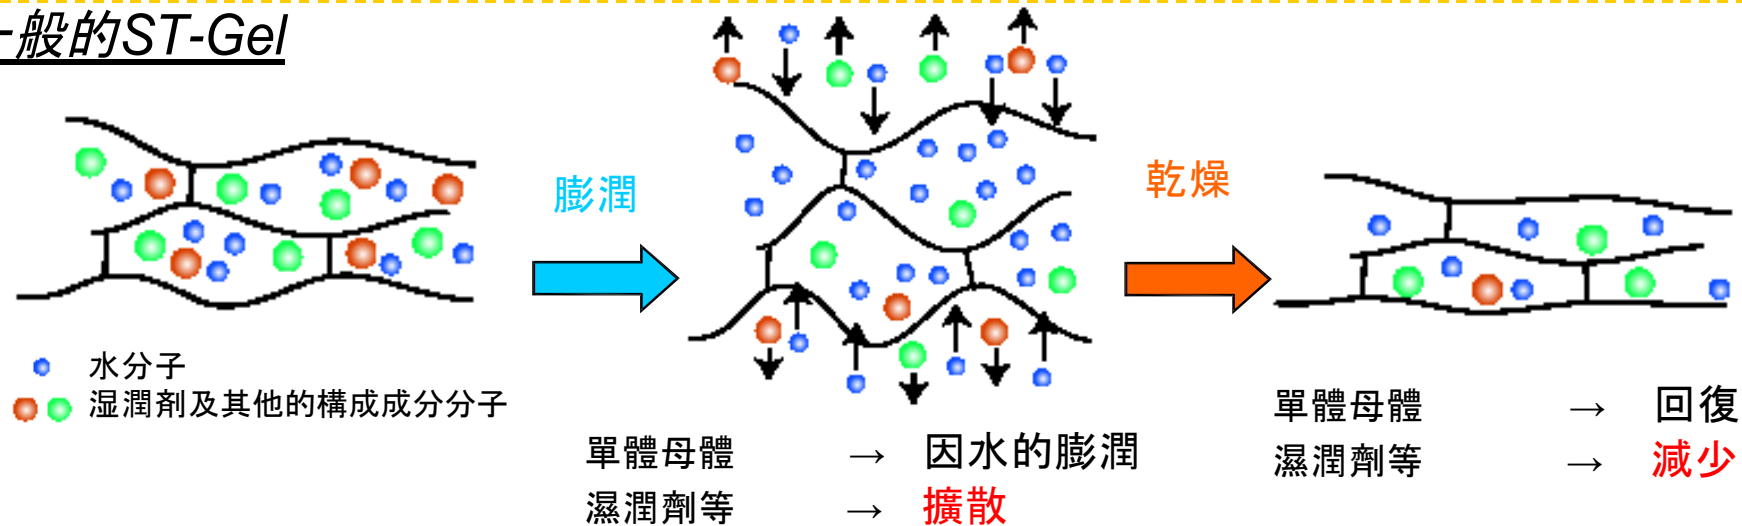 一般的ST-Gel
膨潤
乾燥
水分子
湿潤剤及其他的構成成分分子
單體母體 → 因水的膨潤
濕潤劑等 → 擴散
單體母體 → 回復
濕潤劑等 → 減少